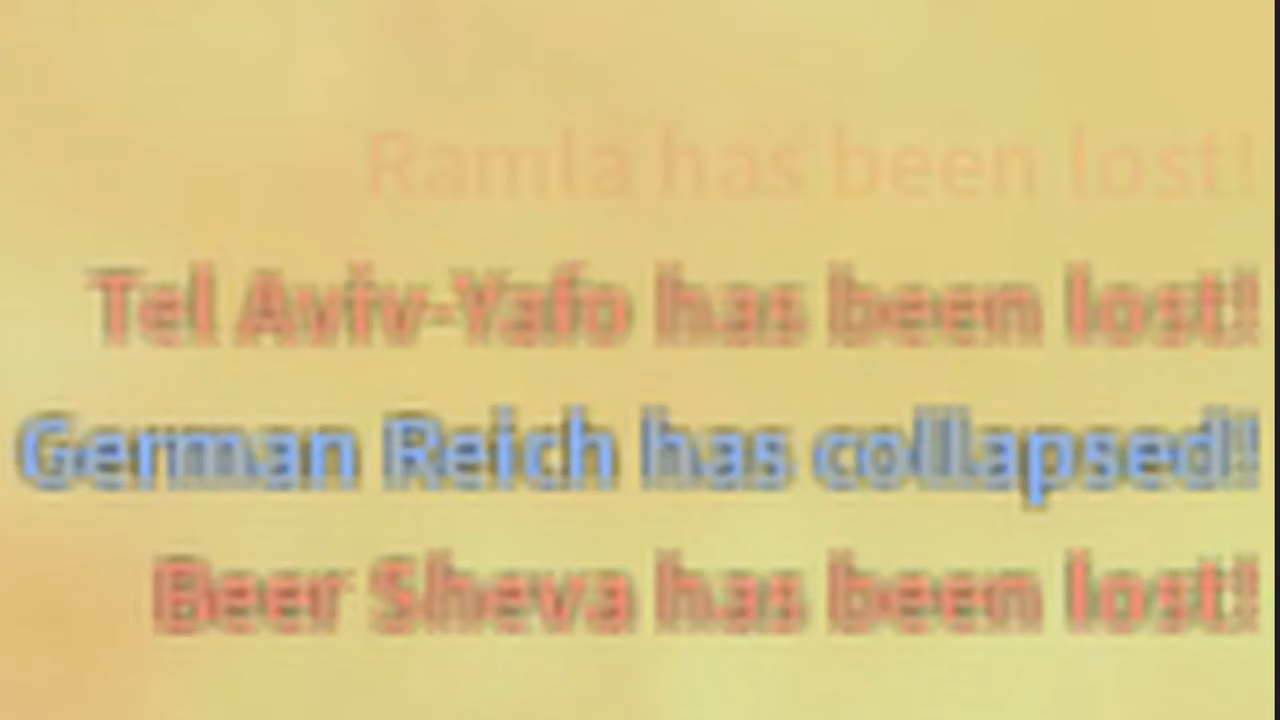 Ramla has been lost!
Tel Aviv-Yafo has been lost!
German Reich has collapsed!
Beer Sheva has been lost!